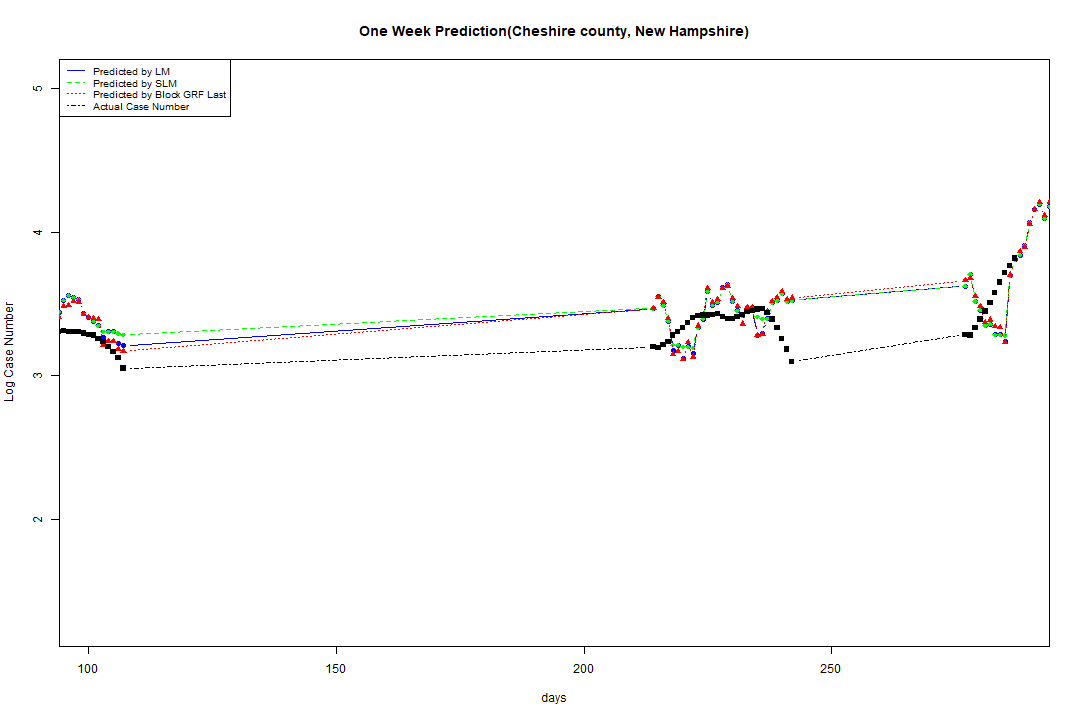 One Week Prediction(Cheshire county, New Hampshire)
Predicted by LM
Predicted by SLM
Predicted by Block GRF Last
Actual Case Number
5
4
3
2
Log Case Number
100 150 200 250
days